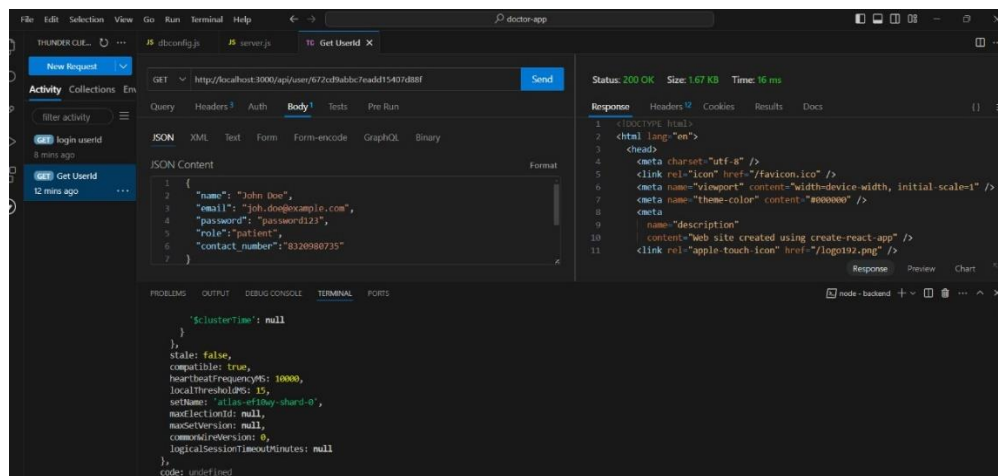 File Edit Selection View Go Run Terminal Help
doctor-app
THUNDER CLIE...
JS dbconfig.js
JS server.js
TC Get UserId
New Request
Activity Collections Env
filter activity
GET login userid
8 mins ago
GET Get UserId
12 mins ago
GET http://localhost:3000/api/user/672cd9abbc7eadd15407d88f Send
Query Headers 3 Auth Body 1 Tests Pre Run
JSON XML Text Form Form-encode GraphQL Binary
JSON Content Format
1 {
2 "name": "John Doe",
3 "email": "joh.doe@example.com",
4 "password": "password123",
5 "role":"patient",
6 "contact_number":"8320980735"
7 }
Status: 200 OK Size: 1.67 KB Time: 16 ms
Response Headers 12 Cookies Results Docs {}
1 <!DOCTYPE html>
2 <html lang="en">
3 <head>
4 <meta charset="utf-8" />
5 <link rel="icon" href="/favicon.ico" />
6 <meta name="viewport" content="width=device-width, initial-scale=1" />
7 <meta name="theme-color" content="#000000" />
8 <meta
9 name="description"
10 content="Web site created using create-react-app" />
11 <link rel="apple-touch-icon" href="/logo192.png" />
Response Preview Chart
PROBLEMS OUTPUT DEBUG CONSOLE TERMINAL PORTS
node - backend
'$clusterTime': null
}
},
stale: false,
compatible: true,
heartbeatFrequencyMS: 10000,
localThresholdMS: 15,
setName: 'atlas-ef10wy-shard-0',
maxElectionId: null,
maxSetVersion: null,
commonWireVersion: 0,
logicalSessionTimeoutMinutes: null
},
code: undefined